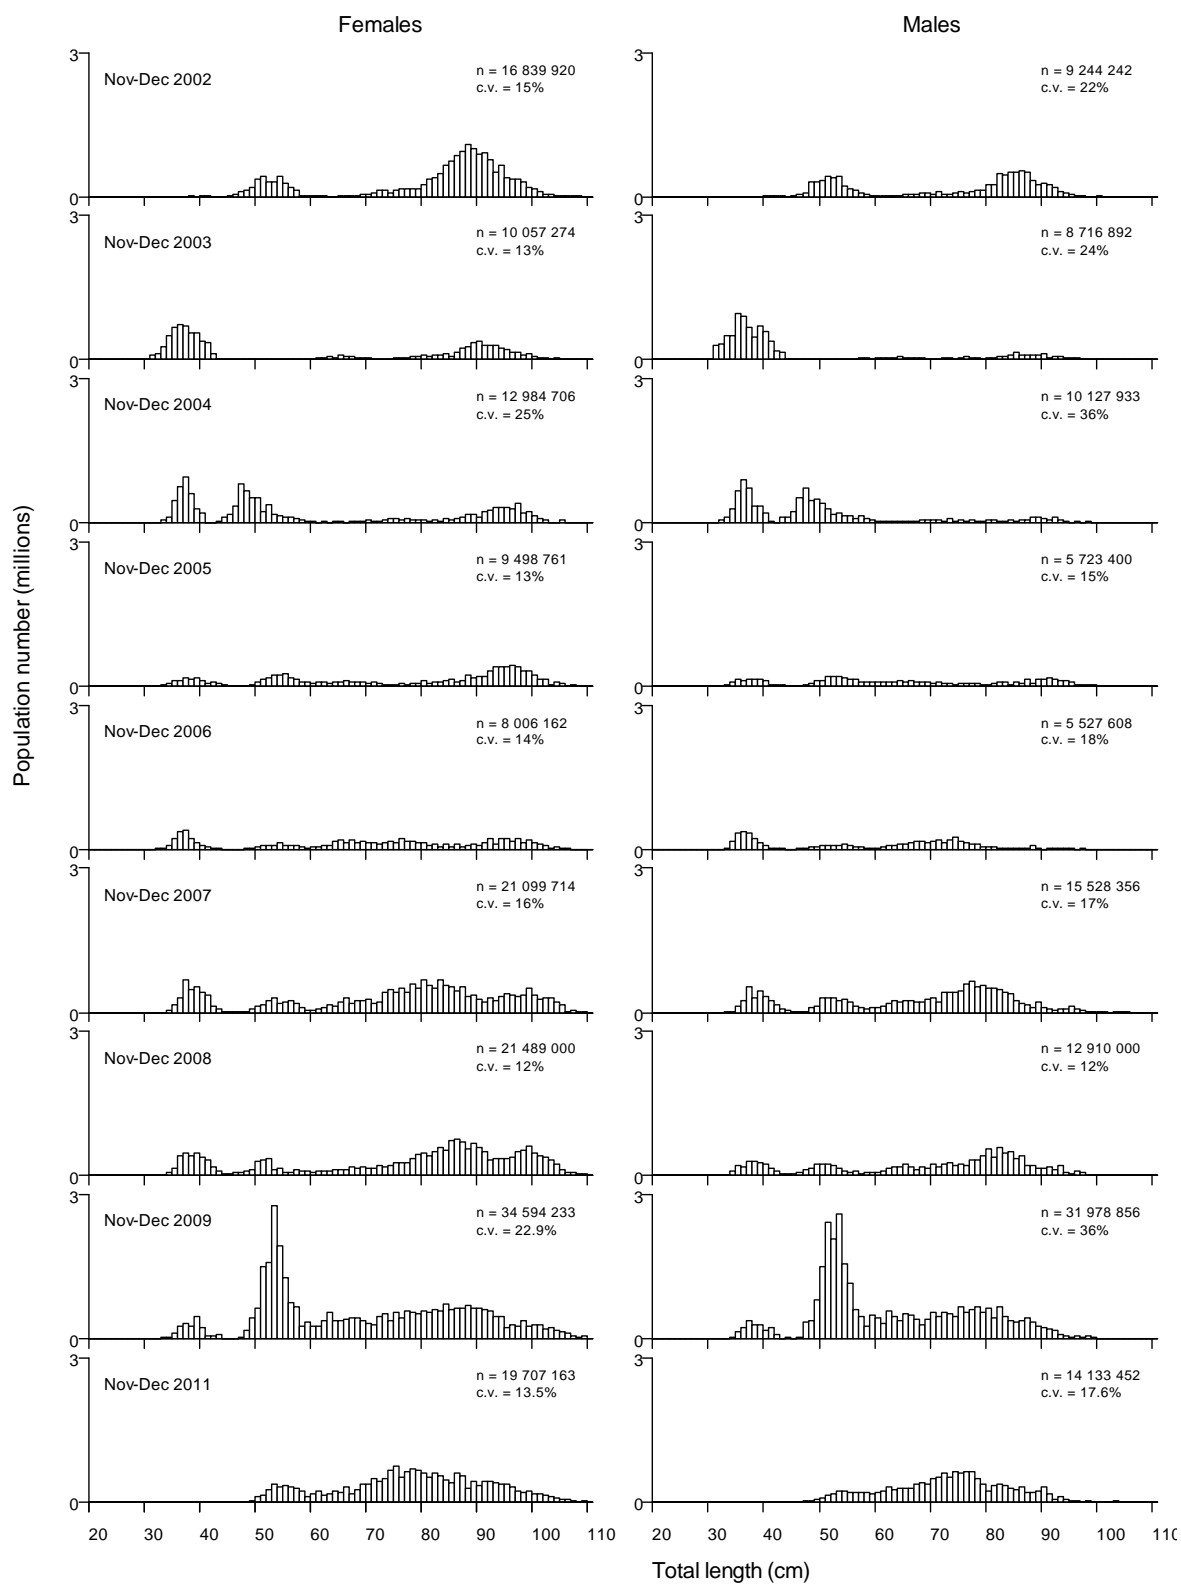 Females Males
3 3
Nov-Dec 2002 n = 16 839 920 n = 9 244 242
c.v. = 15% c.v. = 22%
0 0
3 3
Nov-Dec 2003 n = 10 057 274 n = 8 716 892
c.v. = 13% c.v. = 24%
0 0
3 3
Nov-Dec 2004 n = 12 984 706 n = 10 127 933
c.v. = 25% c.v. = 36%
0 0
3 3
Nov-Dec 2005 n = 9 498 761 n = 5 723 400
c.v. = 13% c.v. = 15%
0 0
3 3
Nov-Dec 2006 n = 8 006 162 n = 5 527 608
c.v. = 14% c.v. = 18%
0 0
3 3
Nov-Dec 2007 n = 21 099 714 n = 15 528 356
c.v. = 16% c.v. = 17%
0 0
3 3
Nov-Dec 2008 n = 21 489 000 n = 12 910 000
c.v. = 12% c.v. = 12%
0 0
3 3
Nov-Dec 2009 n = 34 594 233 n = 31 978 856
c.v. = 22.9% c.v. = 36%
0 0
3 3
Nov-Dec 2011 n = 19 707 163 n = 14 133 452
c.v. = 13.5% c.v. = 17.6%
0 0
20 30 40 50 60 70 80 90 100 110 20 30 40 50 60 70 80 90 100 110
Total length (cm)
Population number (millions)